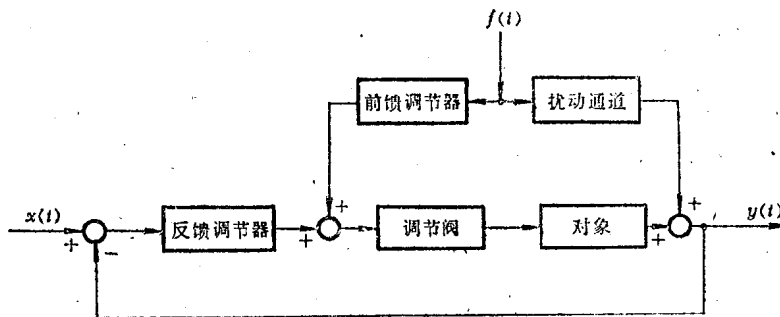 f(t)
前馈调节器
扰动通道
+
+
x(t)
y(t)
+
反馈调节器
+
调节阀
对象
+
−